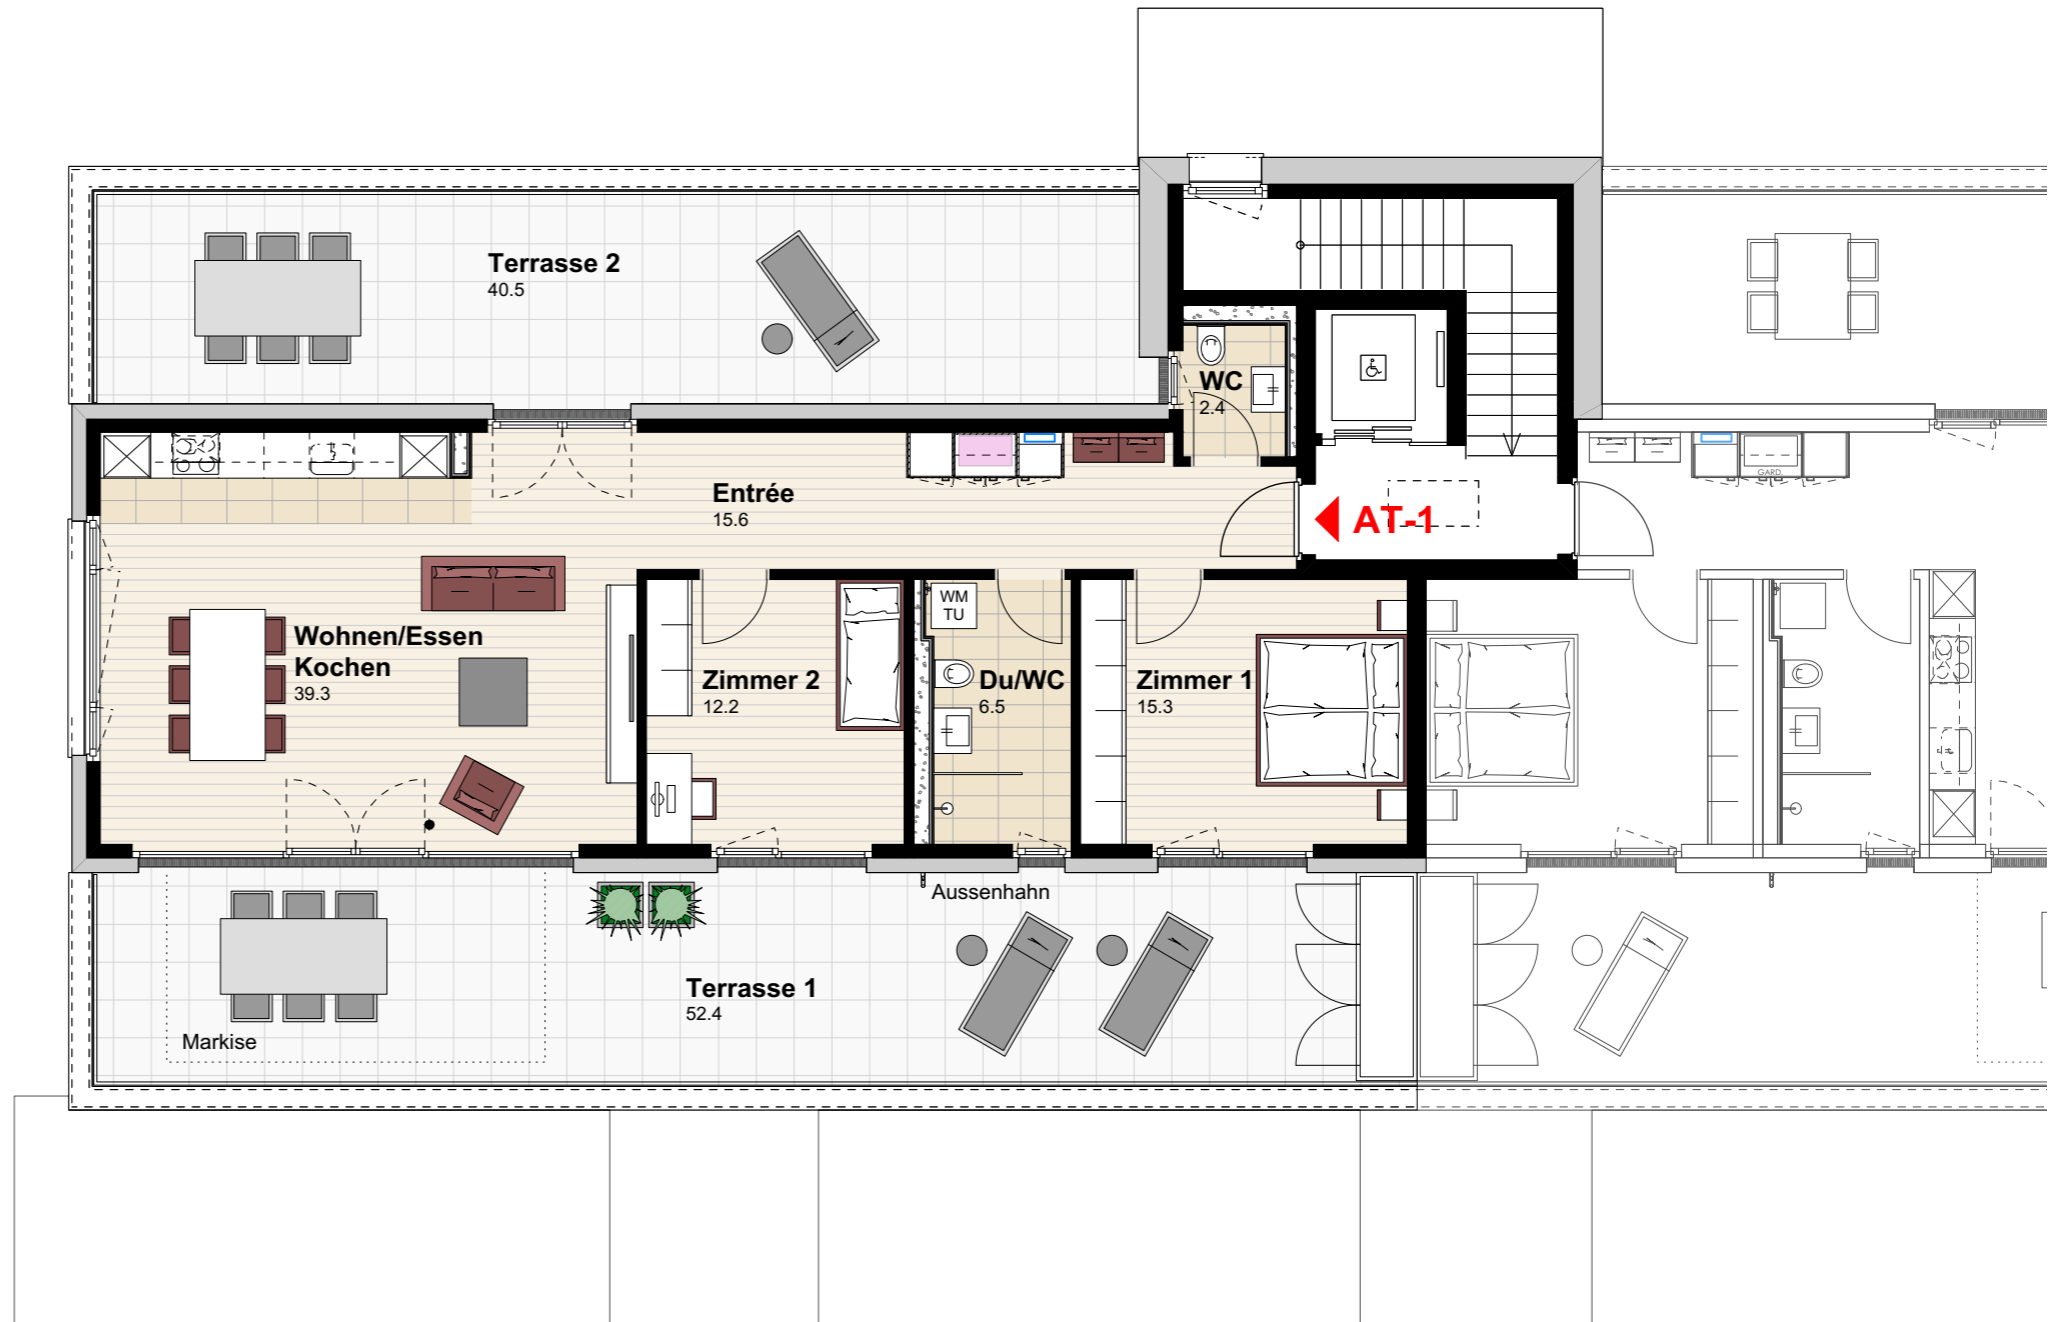 Terrasse 2
40.5
WC
2.4
Entrée
15.6
AT-1
GARD.
WM
TU
Wohnen/Essen
Kochen
39.3
Zimmer 2
12.2
Du/WC
6.5
Zimmer 1
15.3
Aussenhahn
Terrasse 1
52.4
Markise